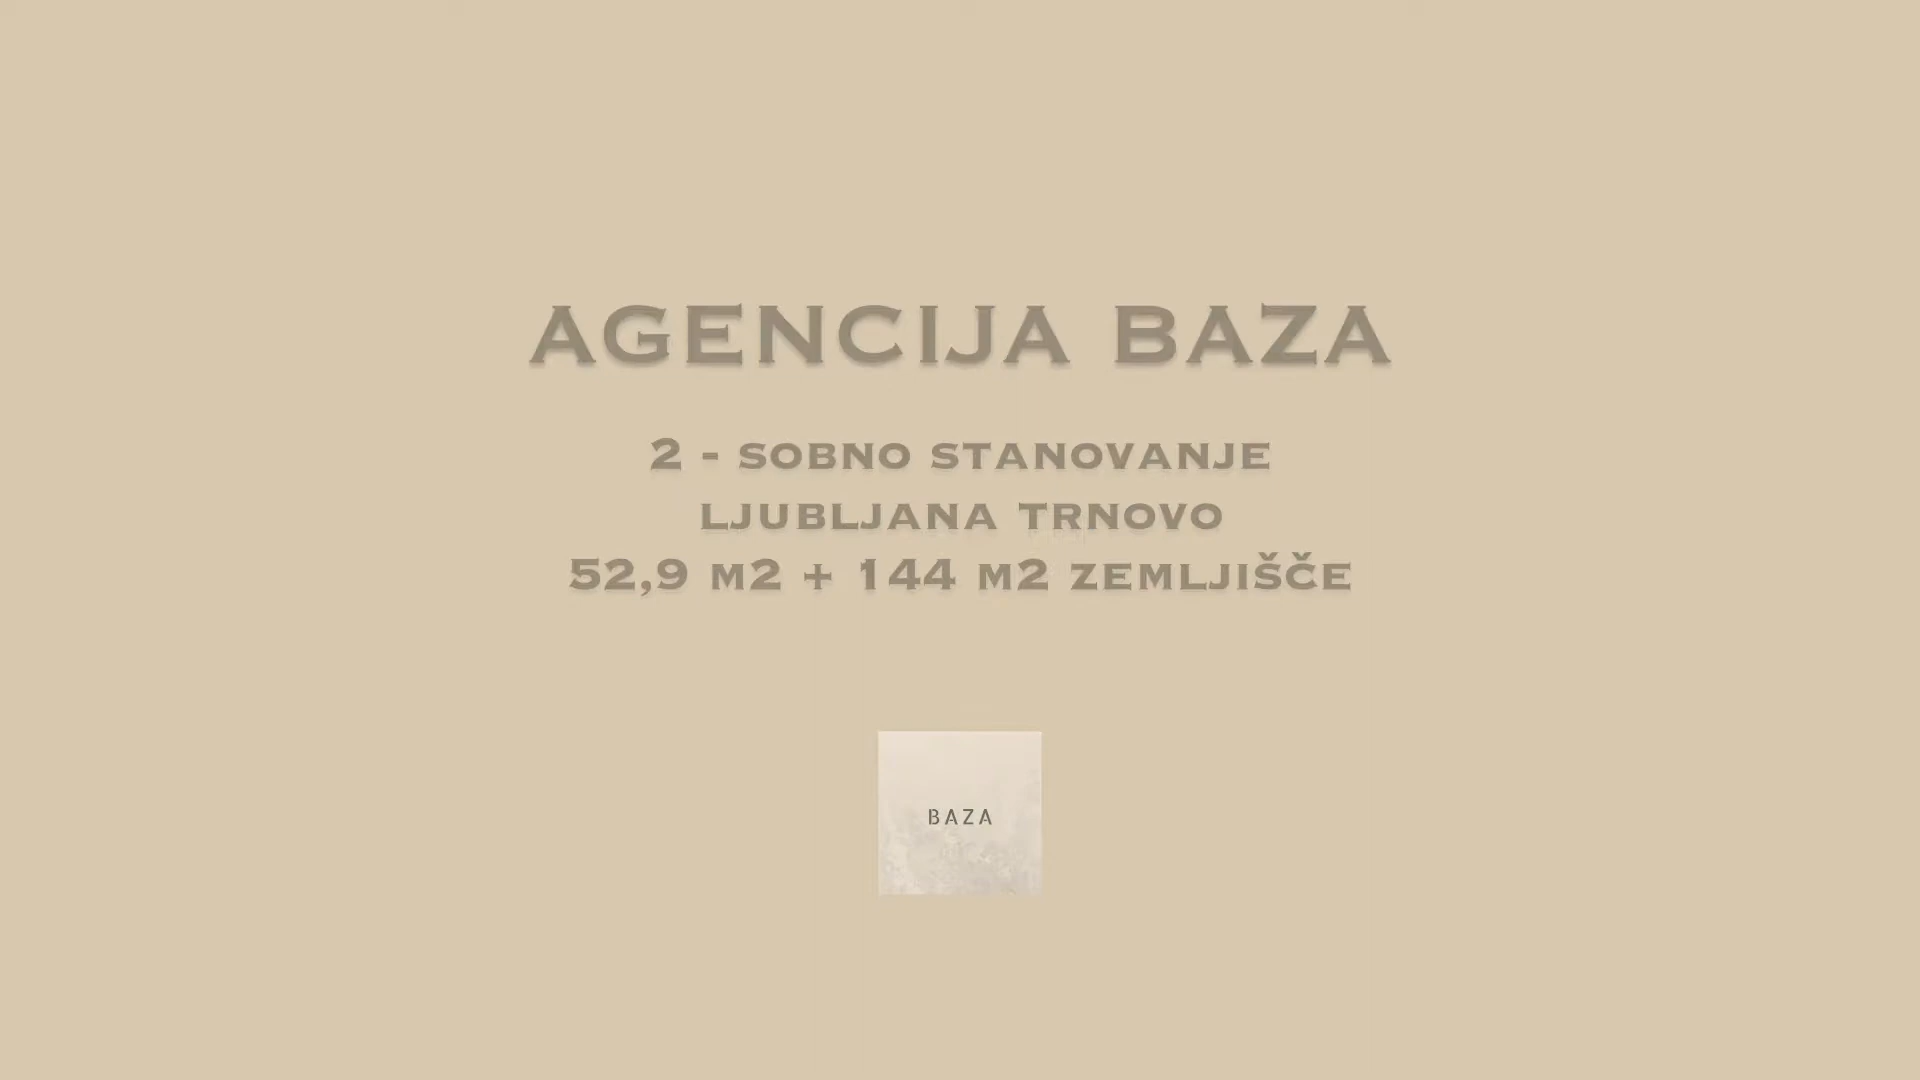 AGENCIJA BAZA
2 - SOBNO STANOVANJE
LJUBLJANA TRNOVO
52,9 M2 + 144 M2 ZEMLJIŠČE
BAZA